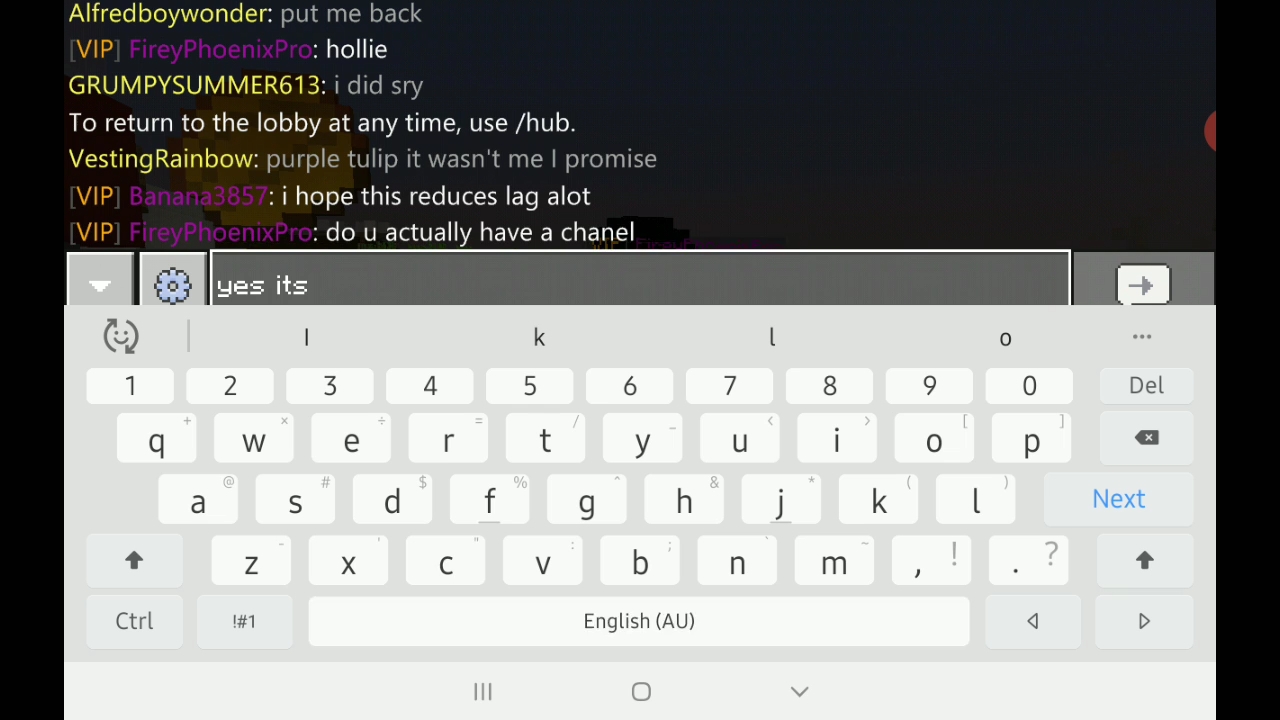 Alfredboywonder: put me back
[VIP] FireyPhoenixPro: hollie
GRUMPYSUMMER613: i did sry
To return to the lobby at any time, use /hub.
VestingRainbow: purple tulip it wasn't me I promise
[VIP] Banana3857: i hope this reduces lag alot
[VIP] FireyPhoenixPro: do u actually have a chanel
yes its
I k l o ...
1 2 3 4 5 6 7 8 9 0 Del
+ × ÷ = / _ < > [ ]
q w e r t y u i o p
@ # $ % ^ & * ( )
a s d f g h j k l Next
- ' " : ; ` ~ ! ?
z x c v b n m , .
Ctrl !#1 English (AU)